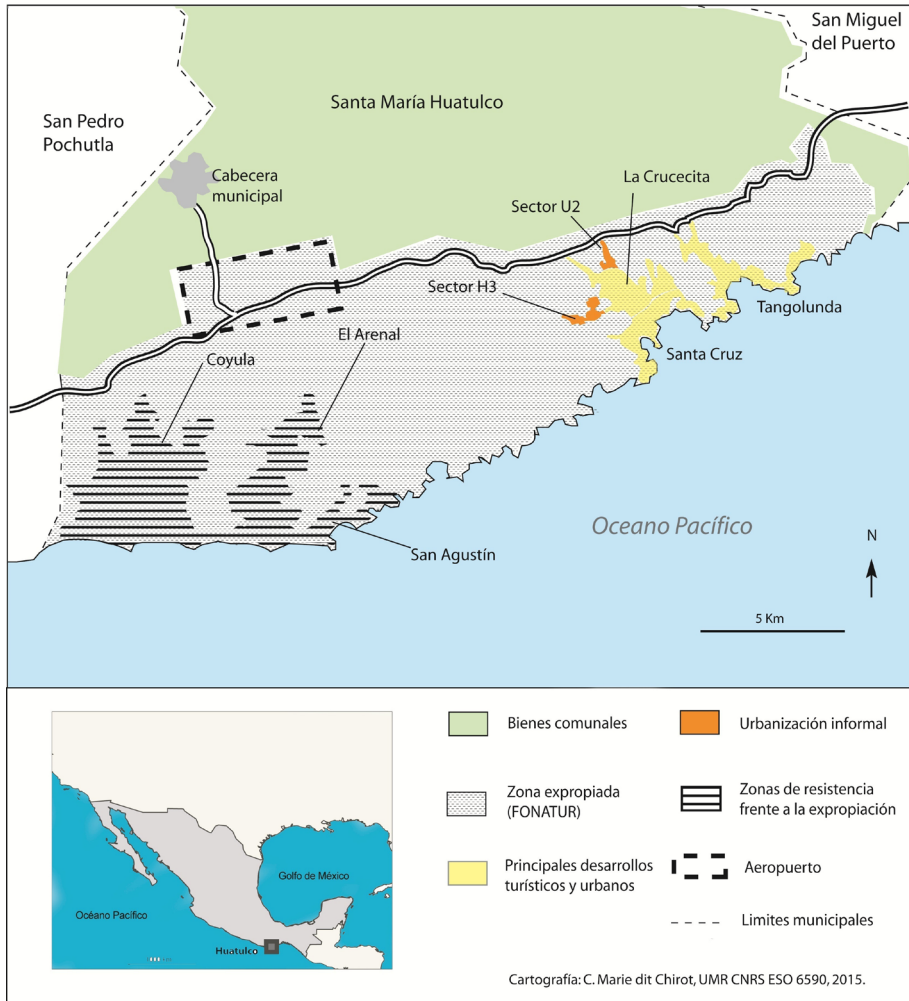 San Miguel
del Puerto
Santa María Huatulco
San Pedro
Pochutla
Cabecera
municipal
La Crucecita
Sector U2
Sector H3
Tangolunda
El Arenal
Santa Cruz
Coyula
Oceano Pacífico
San Agustín
N
5 Km
Bienes comunales
Urbanización informal
Zona expropiada
(FONATUR)
Zonas de resistencia
frente a la expropiación
Principales desarrollos
turísticos y urbanos
Aeropuerto
Limites municipales
Golfo de México
Océano Pacífico
Huatulco
Cartografía: C. Marie dit Chirot, UMR CNRS ESO 6590, 2015.